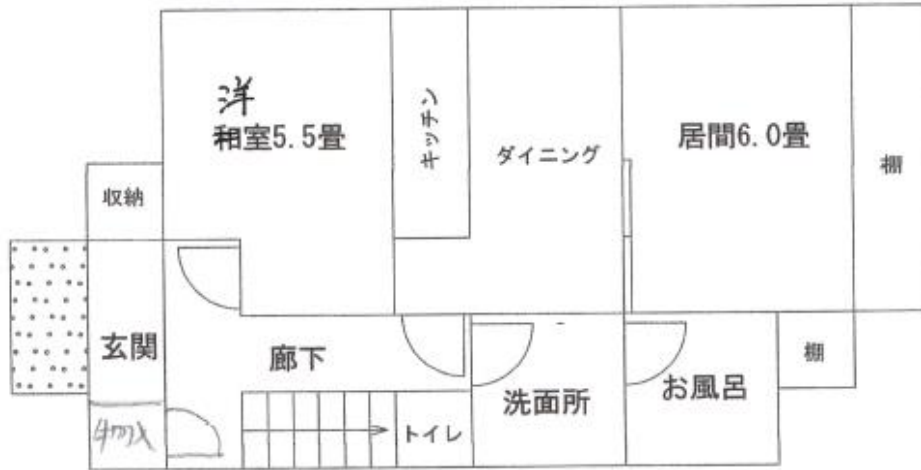 洋
和室5.5畳
キッチン
ダイニング
居間6.0畳
棚
収納
玄関
廊下
洗面所
お風呂
棚
トイレ